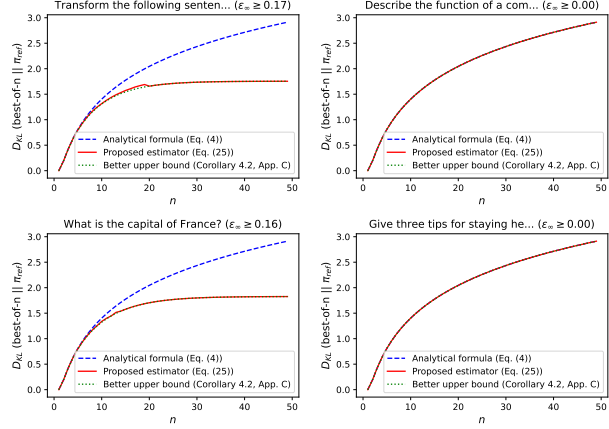 Transform the following senten... (ε∞ ≥ 0.17)
3.0
2.5
2.0
1.5
1.0
0.5
0.0
D_KL (best-of-n || π_ref)
Analytical formula (Eq. (4))
Proposed estimator (Eq. (25))
Better upper bound (Corollary 4.2, App. C)
0 10 20 30 40 50
n
Describe the function of a com... (ε∞ ≥ 0.00)
3.0
2.5
2.0
1.5
1.0
0.5
0.0
D_KL (best-of-n || π_ref)
Analytical formula (Eq. (4))
Proposed estimator (Eq. (25))
Better upper bound (Corollary 4.2, App. C)
0 10 20 30 40 50
n
What is the capital of France? (ε∞ ≥ 0.16)
3.0
2.5
2.0
1.5
1.0
0.5
0.0
D_KL (best-of-n || π_ref)
Analytical formula (Eq. (4))
Proposed estimator (Eq. (25))
Better upper bound (Corollary 4.2, App. C)
0 10 20 30 40 50
n
Give three tips for staying he... (ε∞ ≥ 0.00)
3.0
2.5
2.0
1.5
1.0
0.5
0.0
D_KL (best-of-n || π_ref)
Analytical formula (Eq. (4))
Proposed estimator (Eq. (25))
Better upper bound (Corollary 4.2, App. C)
0 10 20 30 40 50
n